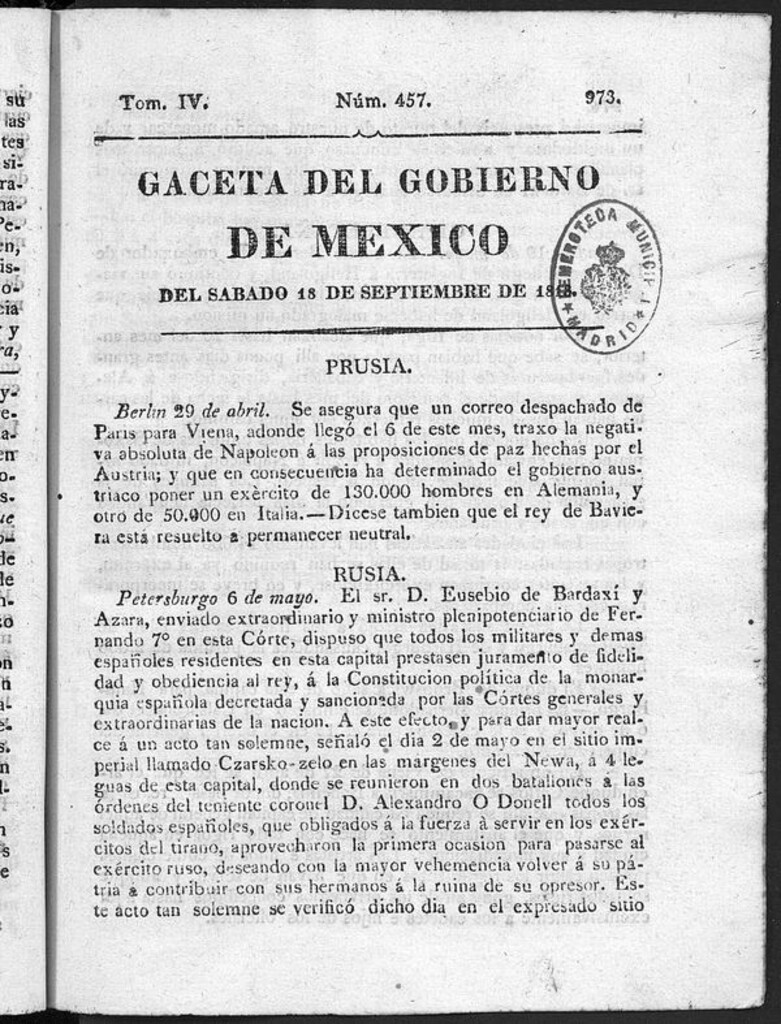 Tom. IV. Núm. 457. 973.
GACETA DEL GOBIERNO
DE MEXICO
DEL SABADO 18 DE SEPTIEMBRE DE
HEMEROTECA MUNICIPAL
MADRID
PRUSIA.
Berlin 29 de abril. Se asegura que un correo despachado de
Paris para Viena, adonde llegó el 6 de este mes, traxo la negati-
va absoluta de Napoleon á las proposiciones de paz hechas por el
Austria; y que en consecuencia ha determinado el gobierno aus-
triaco poner un exèrcito de 130.000 hombres en Alemania, y
otro de 50.000 en Italia.—Dícese tambien que el rey de Bavie-
ra está resuelto a permanecer neutral.
RUSIA.
Petersburgo 6 de mayo. El sr. D. Eusebio de Bardaxí y
Azara, enviado extraordinario y ministro plenipotenciario de Fer-
nando 7º en esta Córte, dispuso que todos los militares y demas
españoles residentes en esta capital prestasen juramento de fideli-
dad y obediencia al rey, á la Constitucion política de la monar-
quia española decretada y sancionada por las Córtes generales y
extraordinarias de la nacion. A este efecto, y para dar mayor real-
ce á un acto tan solemne, señaló el dia 2 de mayo en el sitio im-
perial llamado Czarsko-zelo en las margenes del Newa, á 4 le-
guas de esta capital, donde se reunieron en dos batallones á las
órdenes del teniente coronel D. Alexandro O Donell todos los
soldados españoles, que obligados á la fuerza à servir en los exér-
citos del tirano, aprovecharon la primera ocasion para pasarse al
exército ruso, deseando con la mayor vehemencia volver á su pá-
tria a contribuir con sus hermanos á la ruina de su opresor. Es-
te acto tan solemne se verificó dicho dia en el expresado sitio